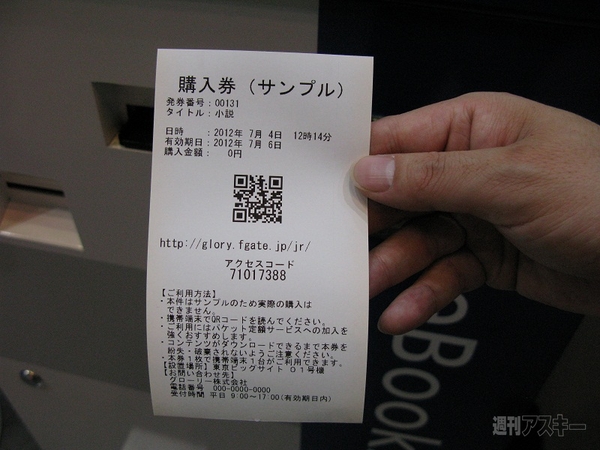 購入券（サンプル）
発券番号：00131
タイトル：小説
日時　　：2012年 7月 4日　12時14分
有効期日：2012年 7月 6日
購入金額：　0円
http://glory.fgate.jp/jr/
アクセスコード
71017388
【ご利用方法】
・本件はサンプルのため実際の購入は
できません。
・携帯端末でQRコードを読んでください。
・ご利用にはパケット定額サービスへの加入を
強くおすすめします。
・コンテンツがダウンロードできるまで本券を
紛失・破棄されないようご注意ください。
・本券１枚で携帯端末１台がご利用できます。
【設置場所】東京ビッグサイト　０１号機
【お問い合わせ先】
グローリー株式会社
電話番号　000-0000-0000
受付時間 平日 9:00～17:00(有効期日内)
eBook
週刊アスキー